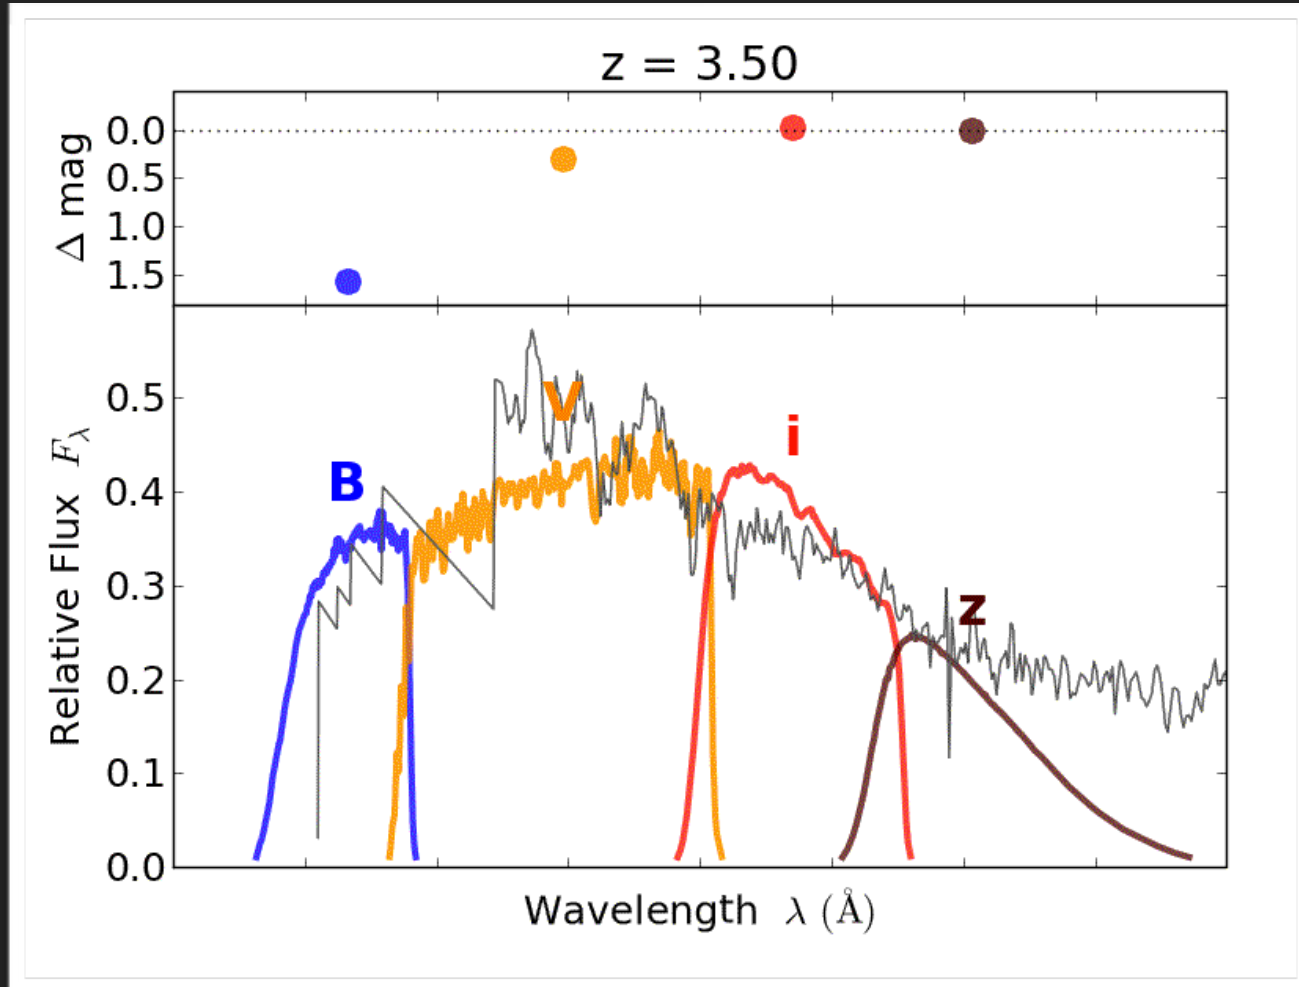 z = 3.50
Δ mag
0.0
0.5
1.0
1.5
Relative Flux F_λ
0.5
0.4
0.3
0.2
0.1
0.0
B
V
i
z
Wavelength λ (Å)